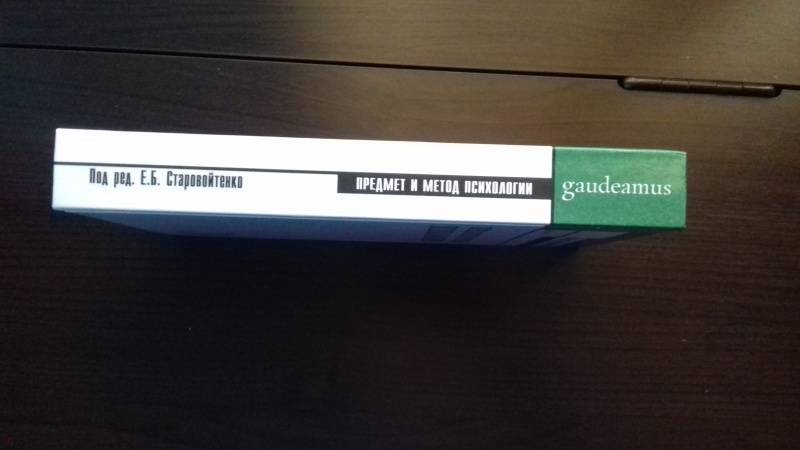 Под ред. Е.Б. Старовойтенко
ПРЕДМЕТ И МЕТОД ПСИХОЛОГИИ
gaudeamus